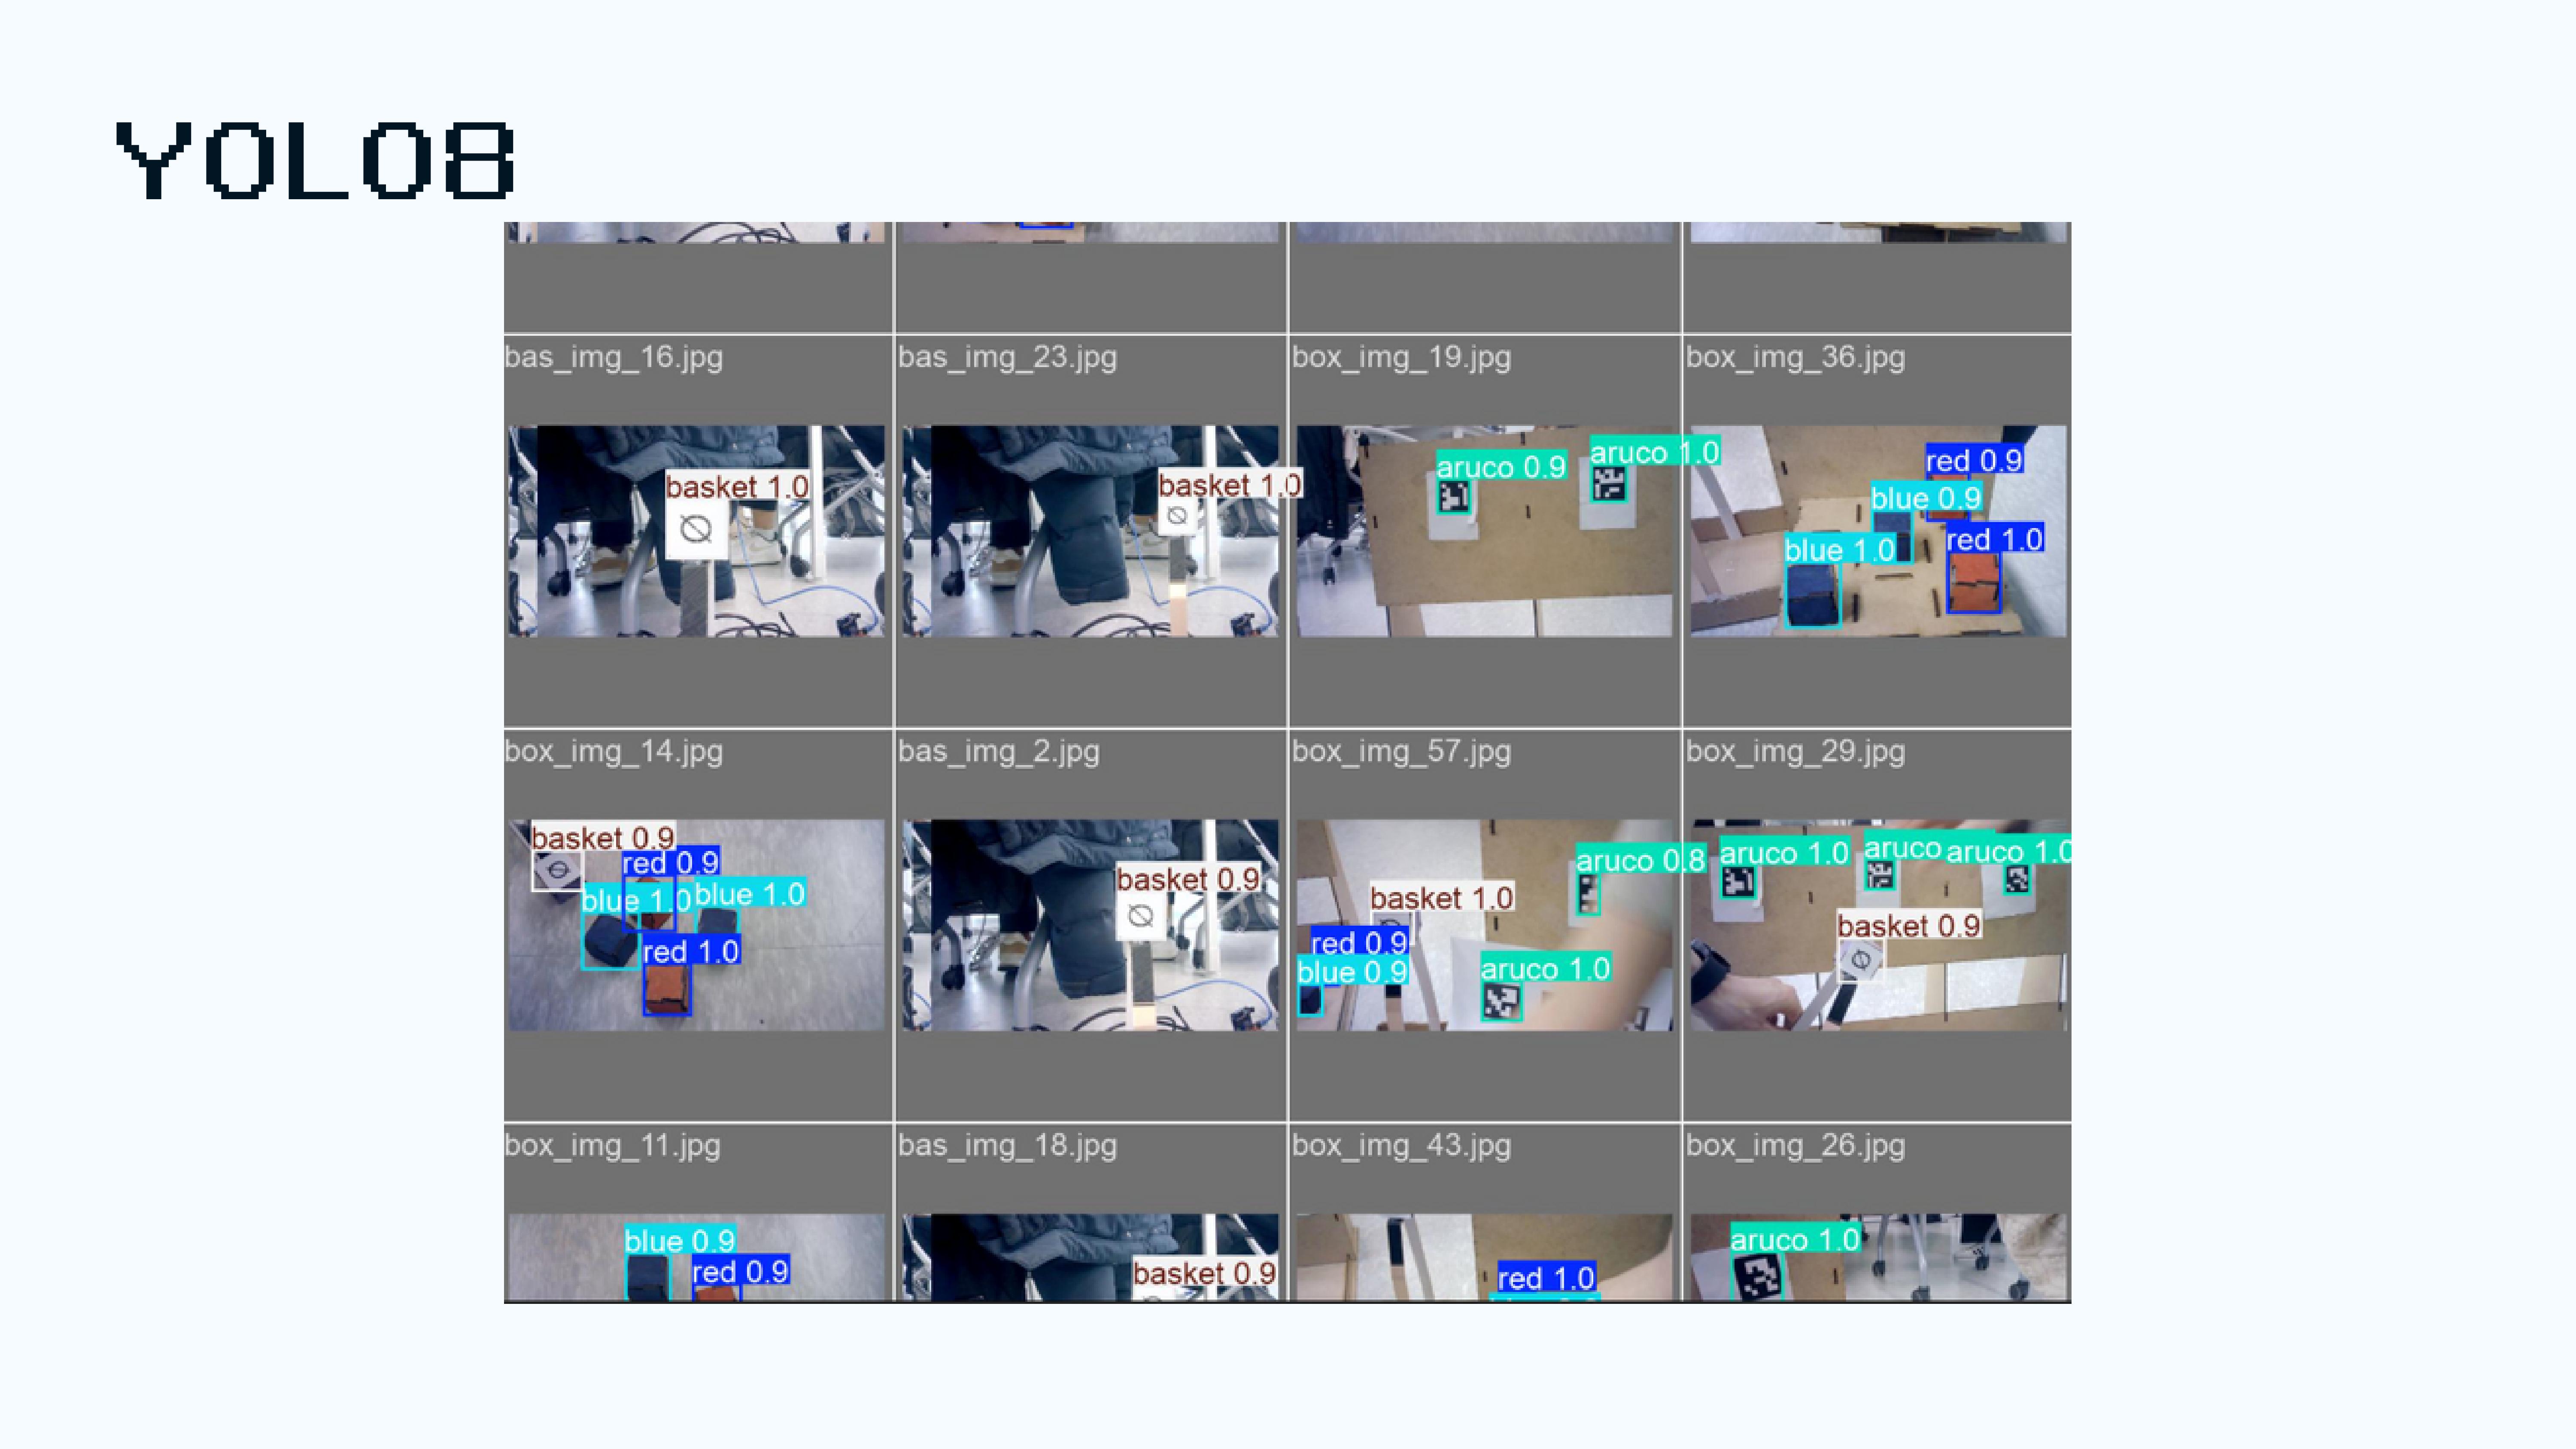 YOLO8
bas_img_16.jpg
bas_img_23.jpg
box_img_19.jpg
box_img_36.jpg
basket 1.0
basket 1.0
aruco 0.9
aruco 1.0
red 0.9
blue 0.9
red 1.0
blue 1.0
box_img_14.jpg
bas_img_2.jpg
box_img_57.jpg
box_img_29.jpg
basket 0.9
red 0.9
blue 1.0
blue 1.0
red 1.0
basket 0.9
aruco 0.8
basket 1.0
red 0.9
blue 0.9
aruco 1.0
aruco 1.0
aruco
aruco 1.0
basket 0.9
box_img_11.jpg
bas_img_18.jpg
box_img_43.jpg
box_img_26.jpg
blue 0.9
red 0.9
basket 0.9
red 1.0
aruco 1.0